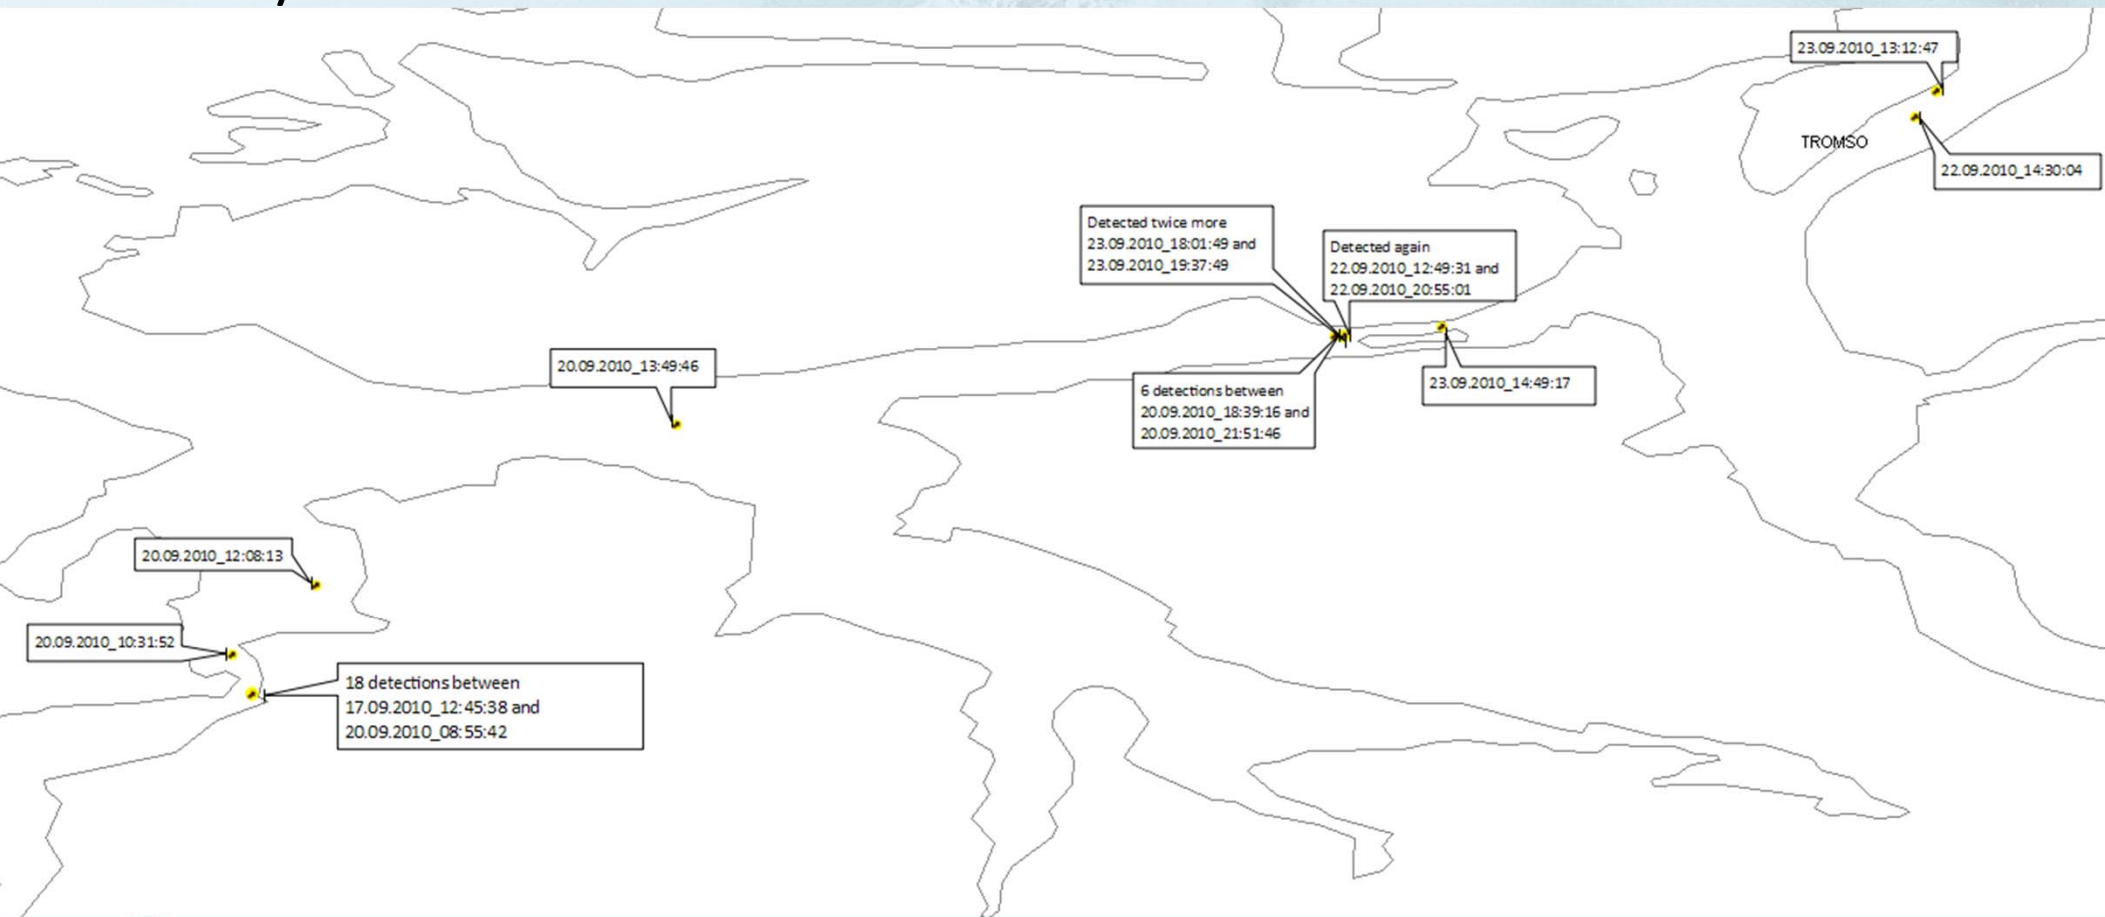 23.09.2010_13:12:47
TROMSO
22.09.2010_14:30:04
Detected twice more
23.09.2010_18:01:49 and
23.09.2010_19:37:49
Detected again
22.09.2010_12:49:31 and
22.09.2010_20:55:01
20.09.2010_13:49:46
23.09.2010_14:49:17
6 detections between
20.09.2010_18:39:16 and
20.09.2010_21:51:46
20.09.2010_12:08:13
20.09.2010_10:31:52
18 detections between
17.09.2010_12:45:38 and
20.09.2010_08:55:42